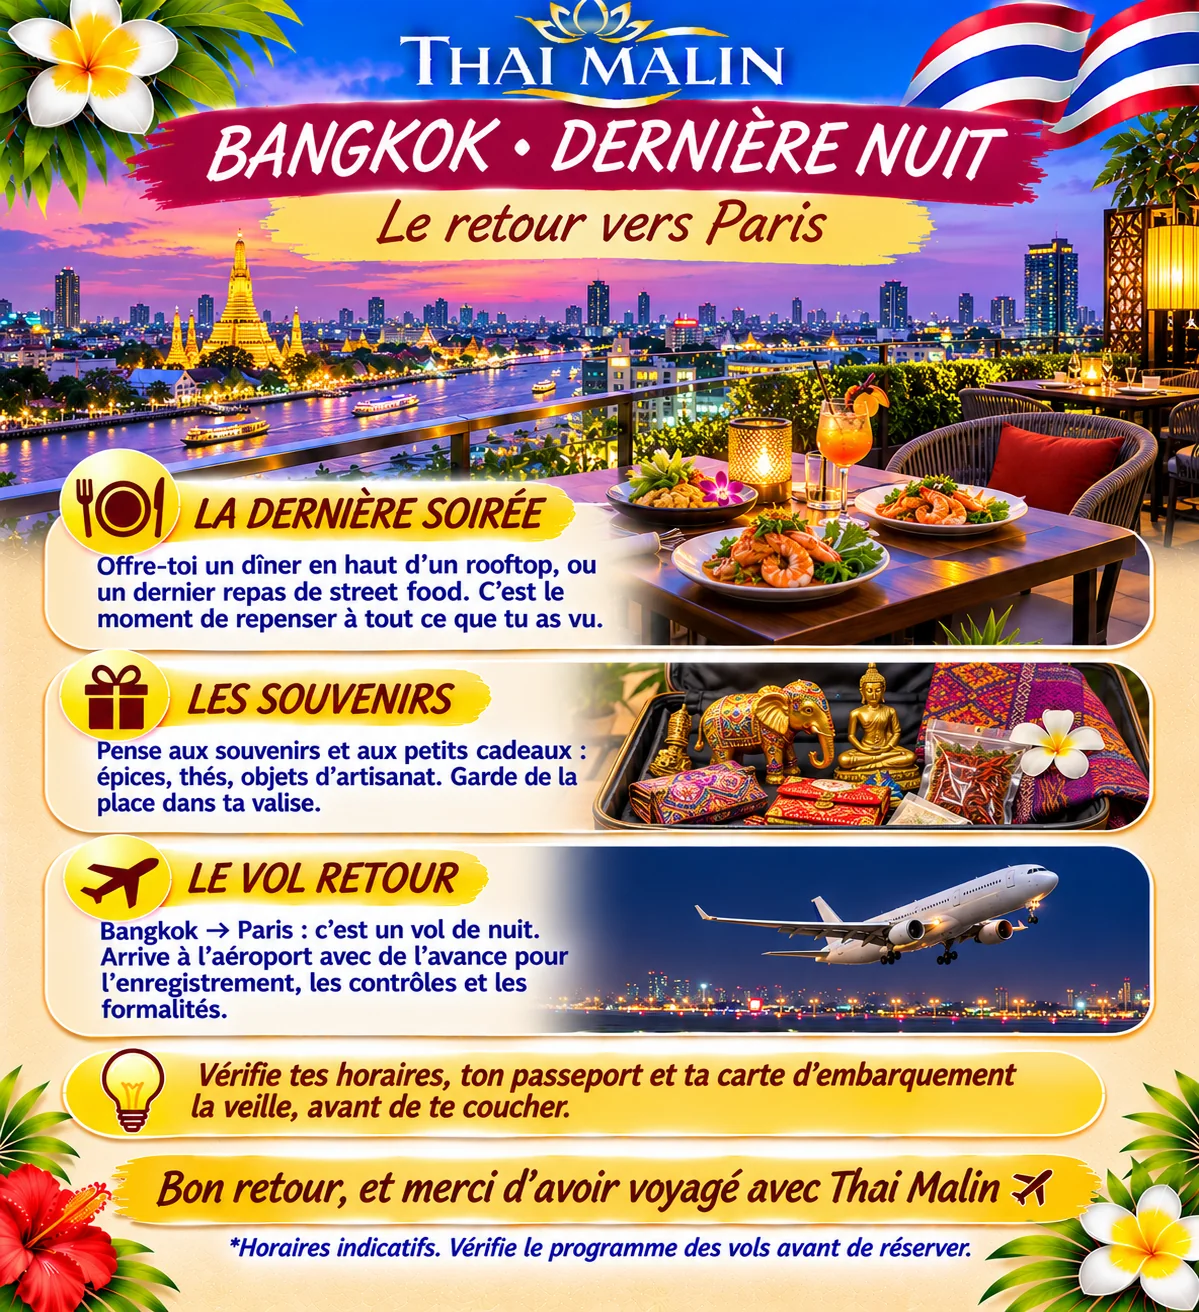 THAI MALIN
BANGKOK • DERNIÈRE NUIT
Le retour vers Paris
LA DERNIÈRE SOIRÉE
Offre-toi un dîner en haut d'un rooftop, ou
un dernier repas de street food. C'est le
moment de repenser à tout ce que tu as vu.
LES SOUVENIRS
Pense aux souvenirs et aux petits cadeaux :
épices, thés, objets d'artisanat. Garde de la
place dans ta valise.
LE VOL RETOUR
Bangkok → Paris : c'est un vol de nuit.
Arrive à l'aéroport avec de l'avance pour
l'enregistrement, les contrôles et les
formalités.
Vérifie tes horaires, ton passeport et ta carte d'embarquement
la veille, avant de te coucher.
Bon retour, et merci d'avoir voyagé avec Thai Malin
*Horaires indicatifs. Vérifie le programme des vols avant de réserver.